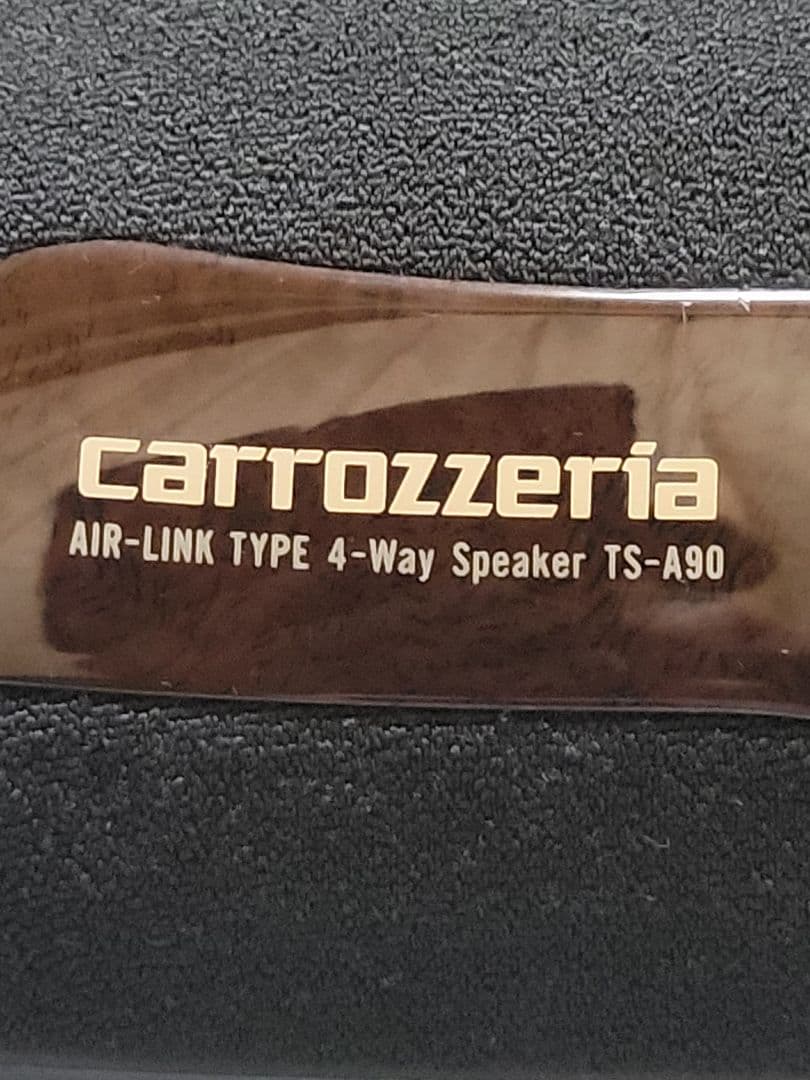 carrozzeria
AIR-LINK TYPE 4-Way Speaker TS-A90